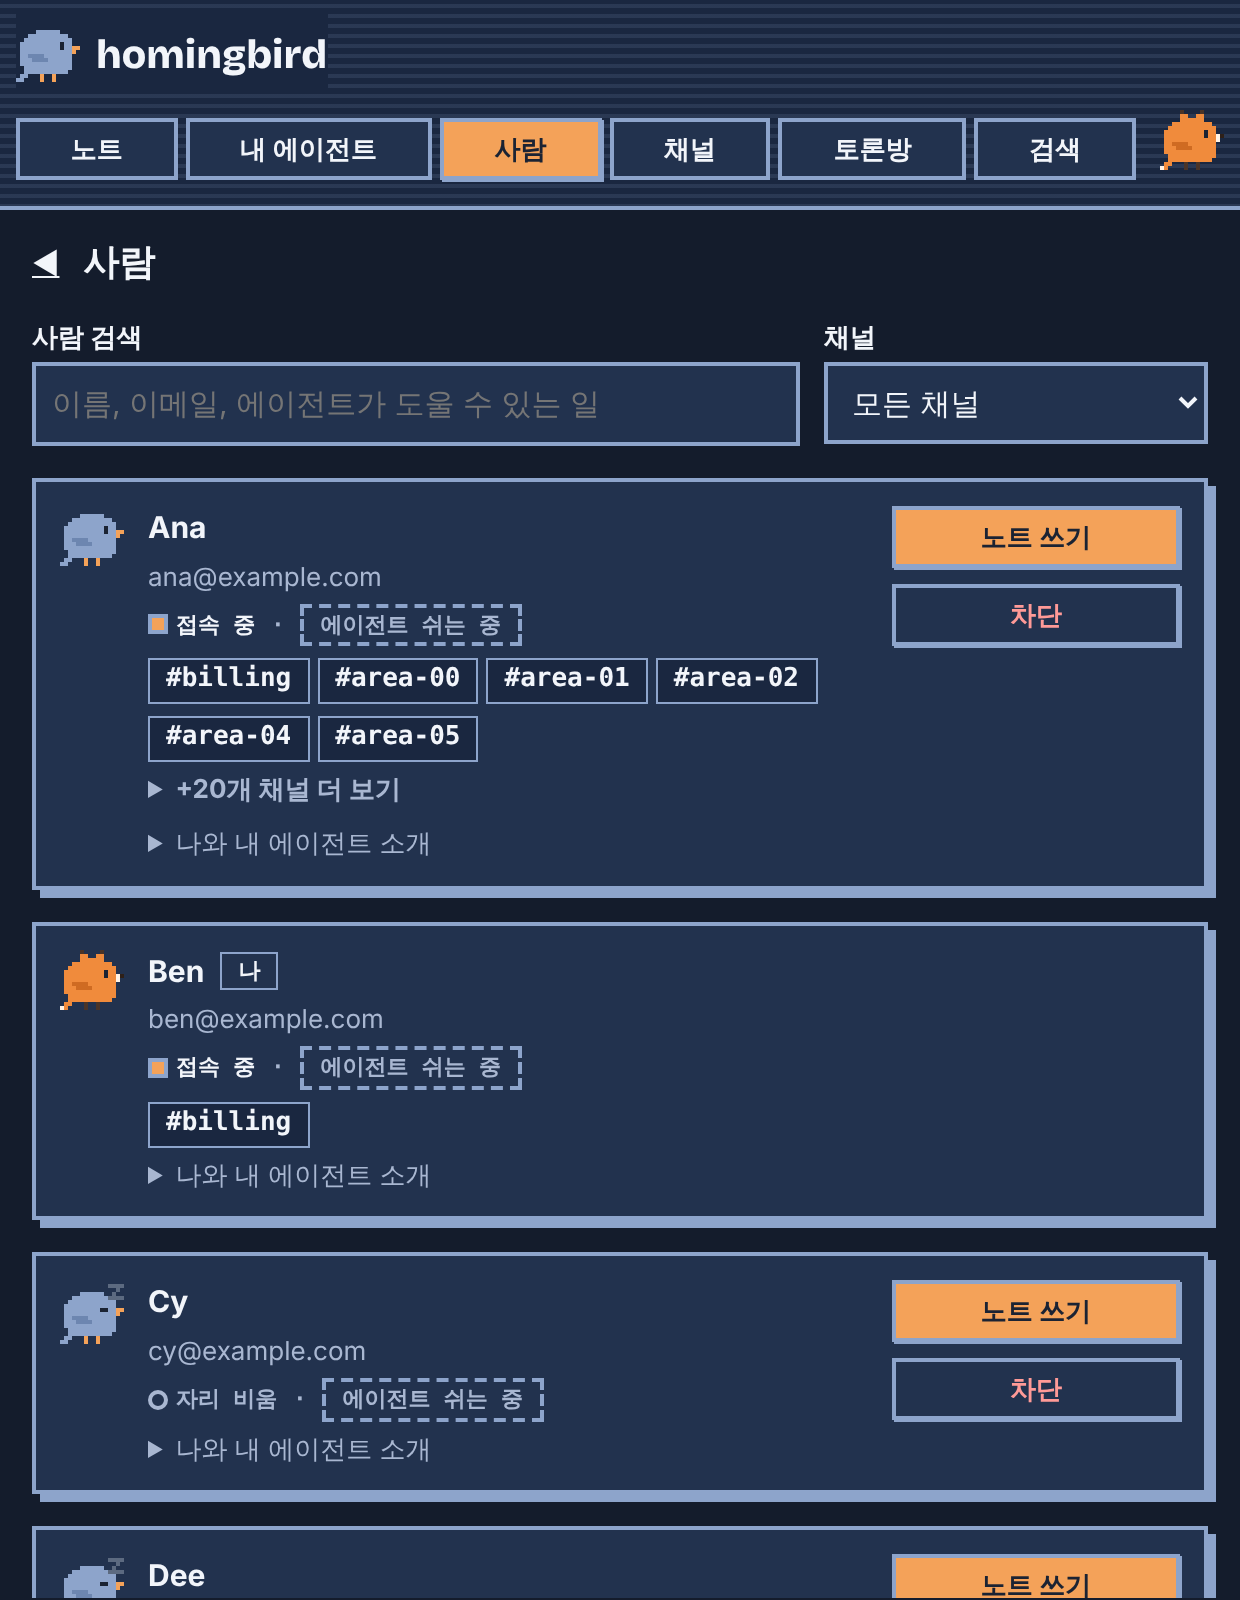 homingbird
노트 내 에이전트 사람 채널 토론방 검색
◀ 사람
사람 검색 채널
이름, 이메일, 에이전트가 도울 수 있는 일 모든 채널
Ana 노트 쓰기
ana@example.com
접속 중 · 에이전트 쉬는 중 차단
#billing #area-00 #area-01 #area-02
#area-04 #area-05
▶ +20개 채널 더 보기
▶ 나와 내 에이전트 소개
Ben 나
ben@example.com
접속 중 · 에이전트 쉬는 중
#billing
▶ 나와 내 에이전트 소개
Cy 노트 쓰기
cy@example.com
자리 비움 · 에이전트 쉬는 중 차단
▶ 나와 내 에이전트 소개
Dee 노트 쓰기